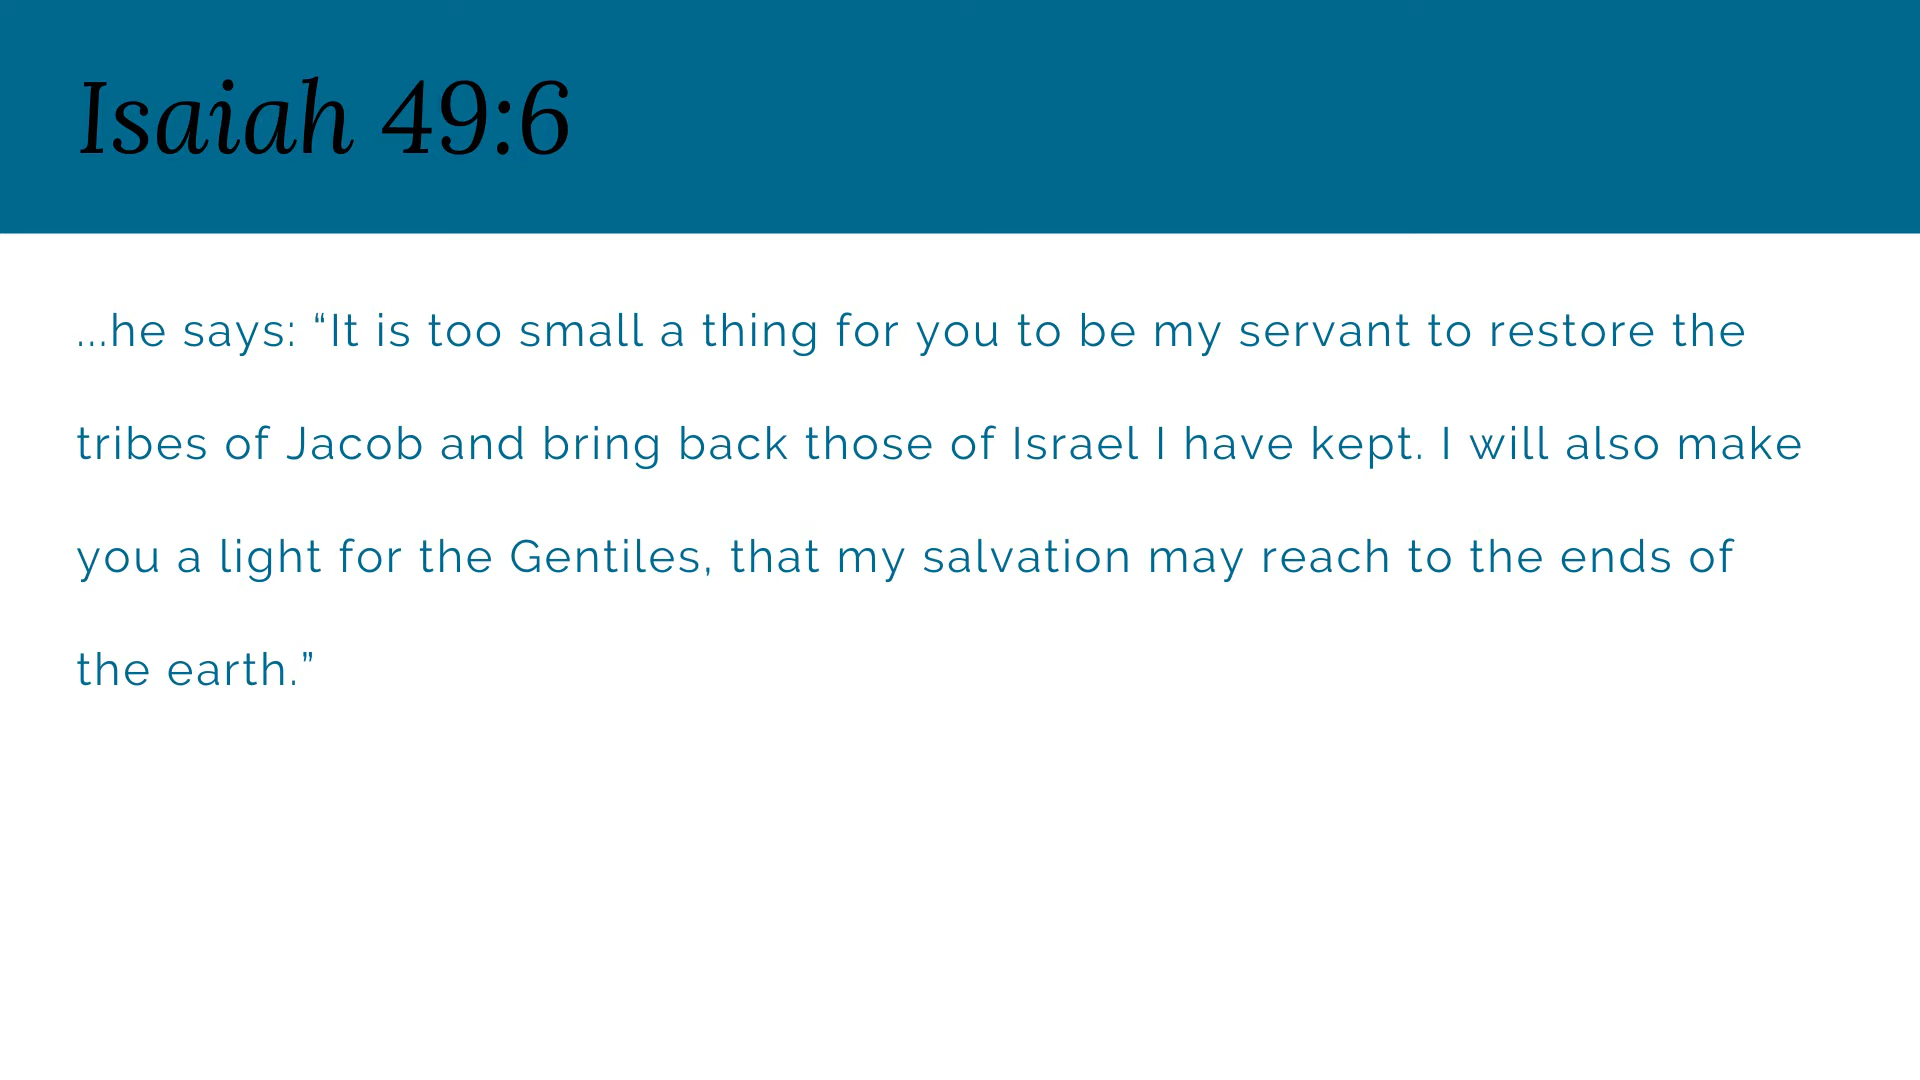 Isaiah 49:6
...he says: “It is too small a thing for you to be my servant to restore the
tribes of Jacob and bring back those of Israel I have kept. I will also make
you a light for the Gentiles, that my salvation may reach to the ends of
the earth.”